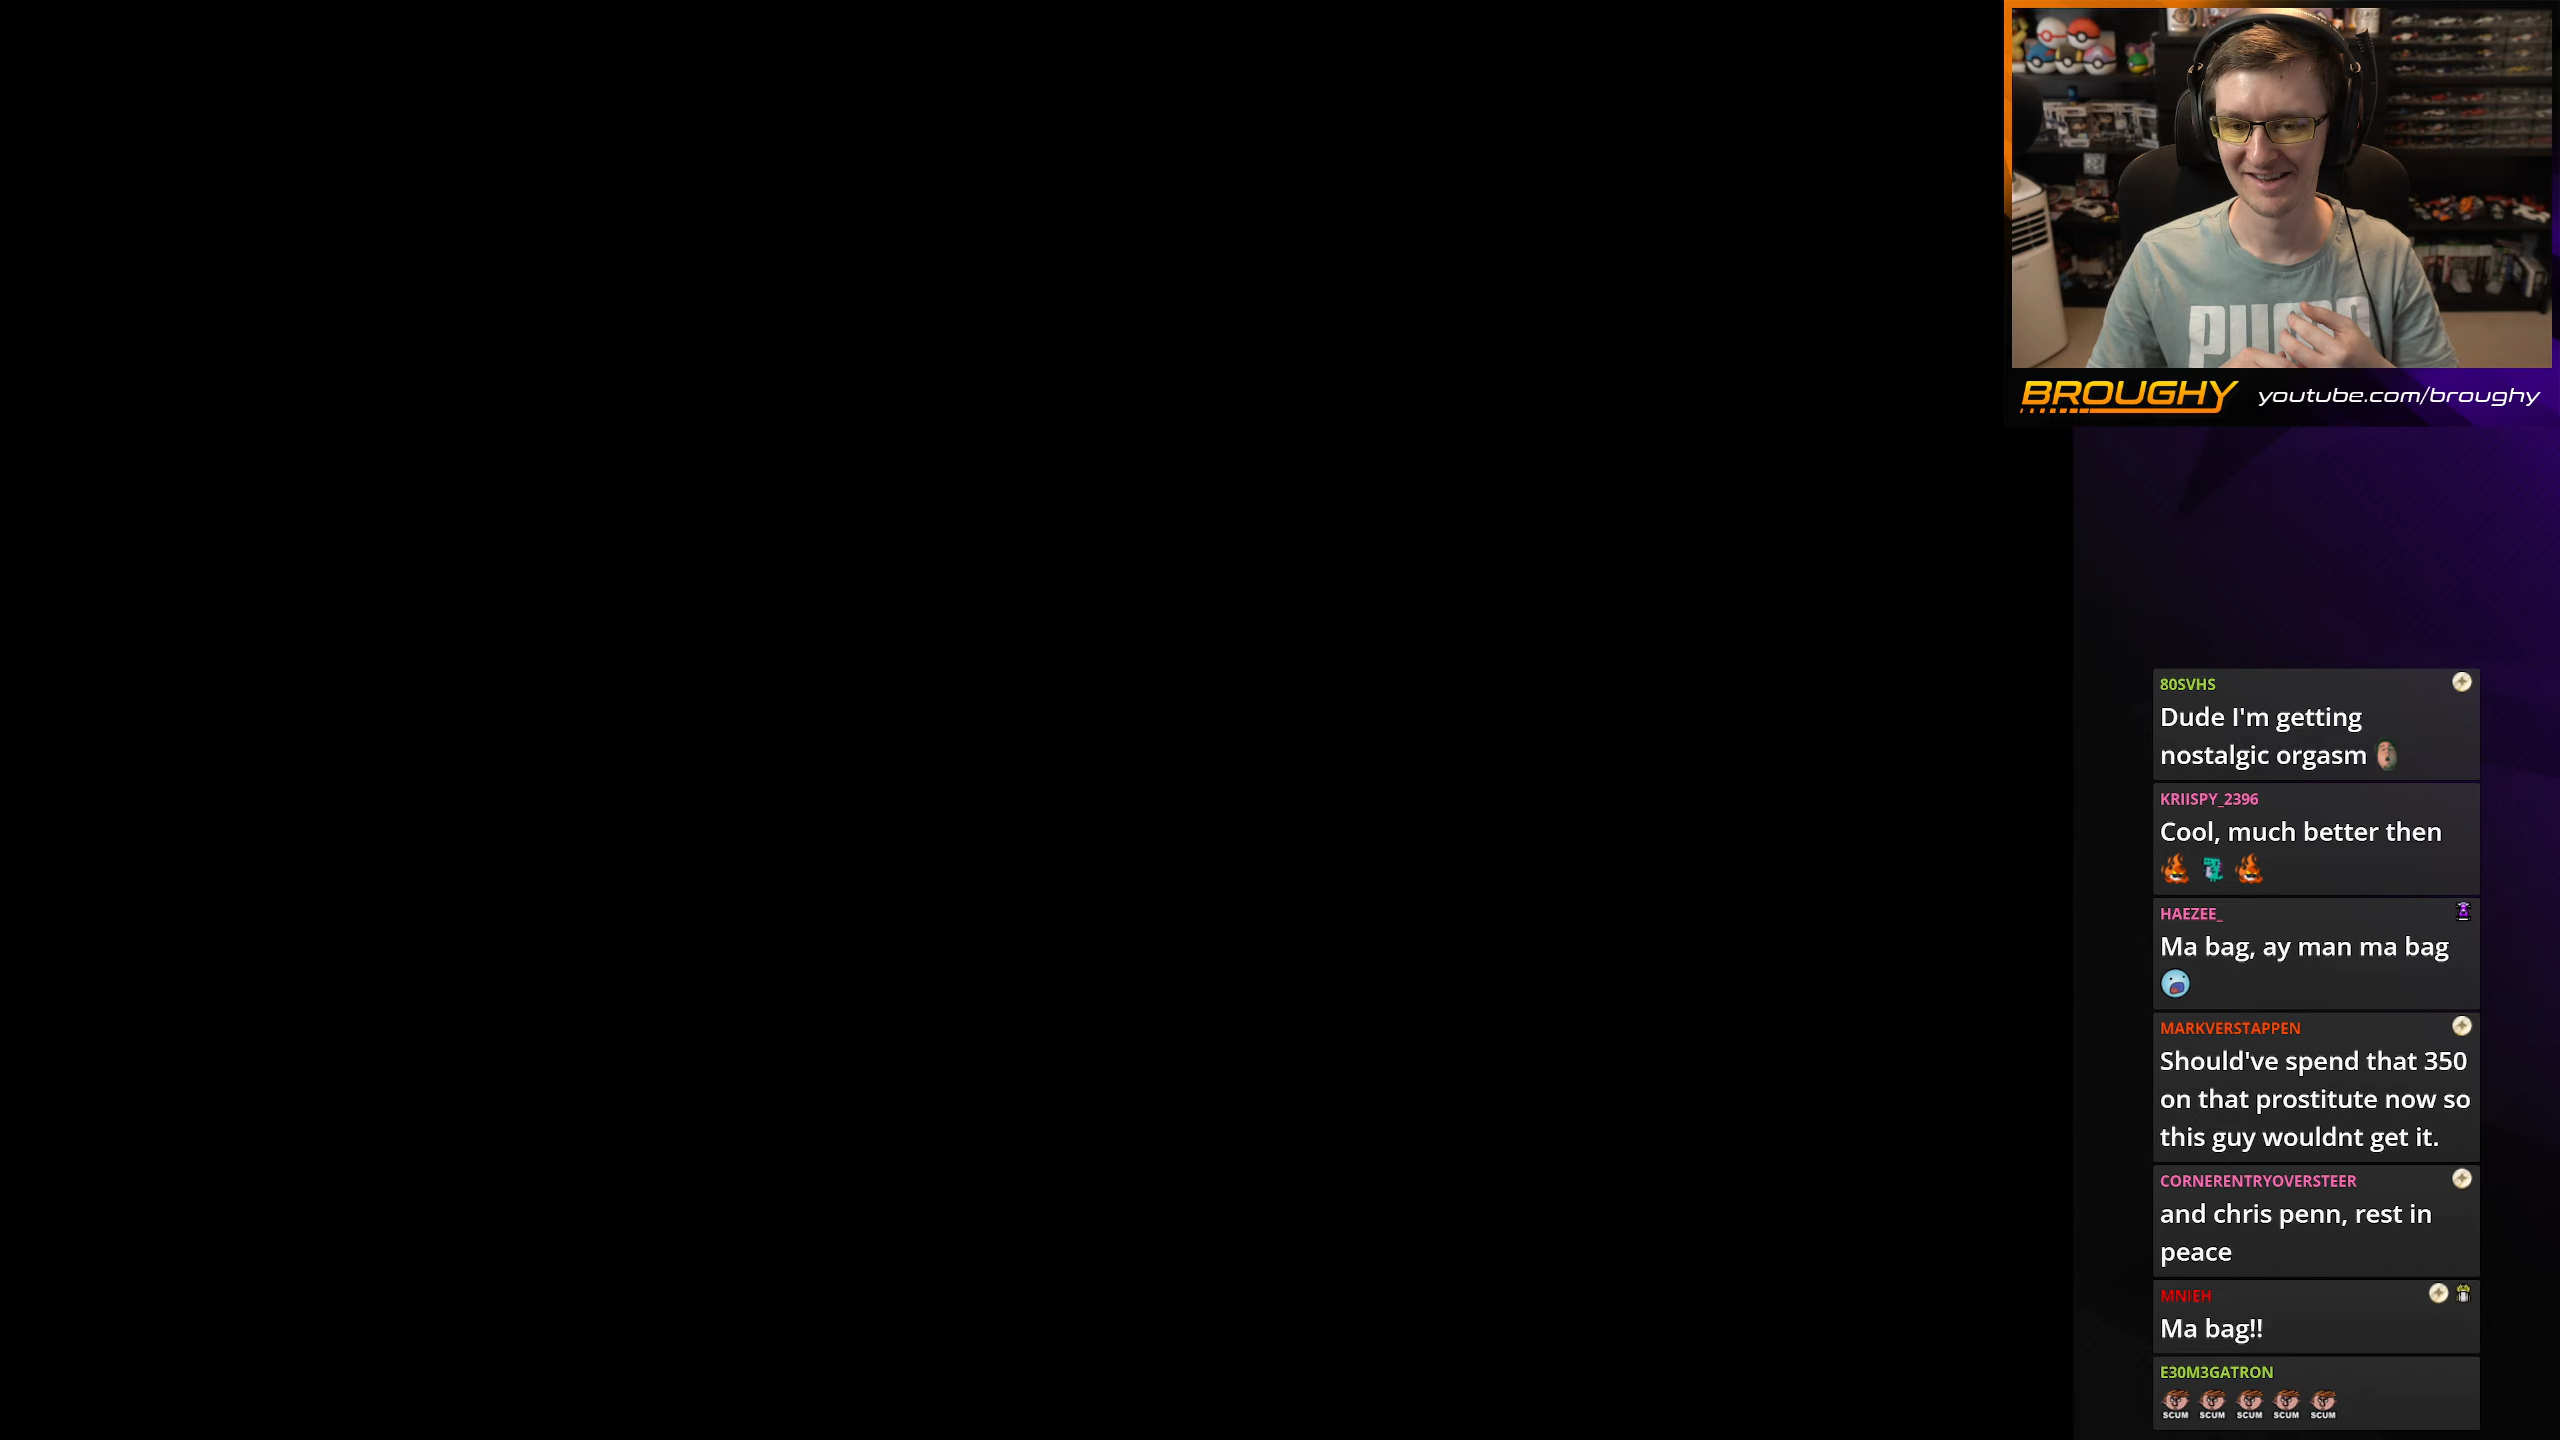 PUMA
BROUGHY youtube.com/broughy
80SVHS
Dude I'm getting
nostalgic orgasm
KRIISPY_2396
Cool, much better then
HAEZEE_
Ma bag, ay man ma bag
MARKVERSTAPPEN
Should've spend that 350
on that prostitute now so
this guy wouldnt get it.
CORNERENTRYOVERSTEER
and chris penn, rest in
peace
MNIEH
Ma bag!!
E30M3GATRON
SCUM SCUM SCUM SCUM SCUM